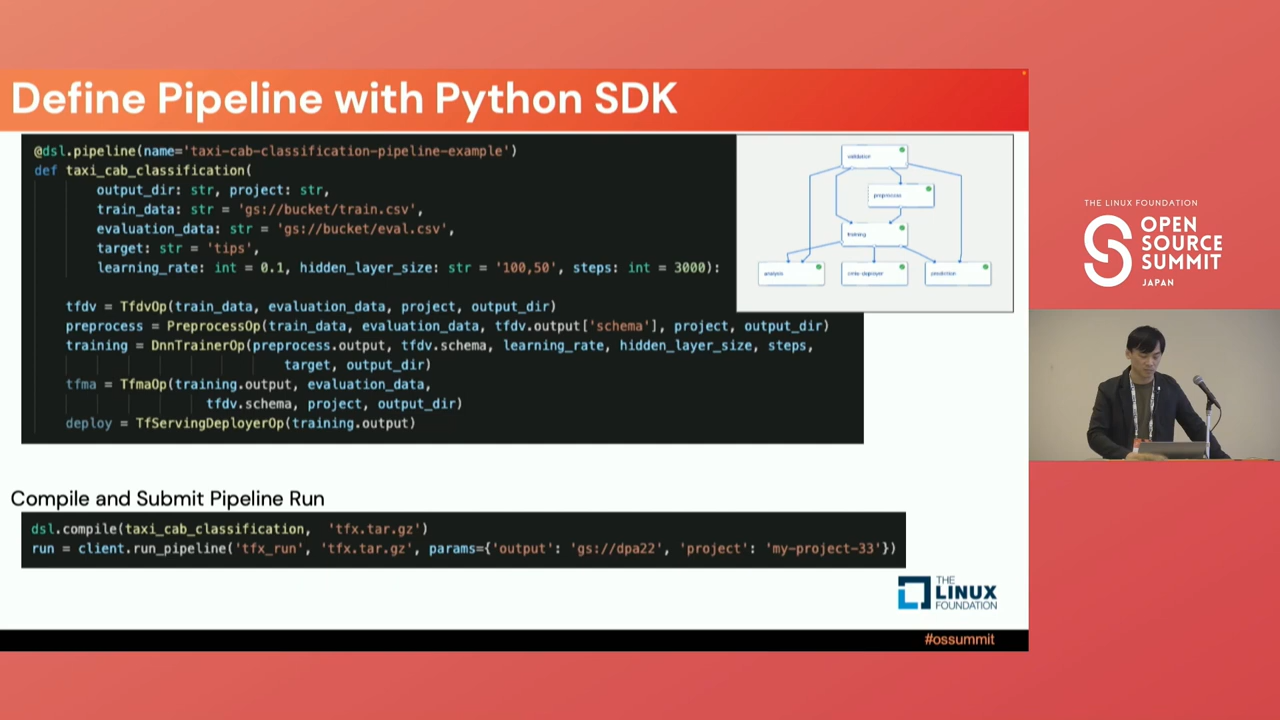 Define Pipeline with Python SDK
@dsl.pipeline(name='taxi-cab-classification-pipeline-example')
def taxi_cab_classification(
output_dir: str, project: str,
train_data: str = 'gs://bucket/train.csv',
evaluation_data: str = 'gs://bucket/eval.csv',
target: str = 'tips',
learning_rate: int = 0.1, hidden_layer_size: str = '100,50', steps: int = 3000):
tfdv = TfdvOp(train_data, evaluation_data, project, output_dir)
preprocess = PreprocessOp(train_data, evaluation_data, tfdv.output['schema'], project, output_dir)
training = DnnTrainerOp(preprocess.output, tfdv.schema, learning_rate, hidden_layer_size, steps,
target, output_dir)
tfma = TfmaOp(training.output, evaluation_data,
tfdv.schema, project, output_dir)
deploy = TfServingDeployerOp(training.output)
validation
preprocess
training
analysis
prediction
Compile and Submit Pipeline Run
dsl.compile(taxi_cab_classification, 'tfx.tar.gz')
run = client.run_pipeline('tfx_run', 'tfx.tar.gz', params={'output': 'gs://dpa22', 'project': 'my-project-33'})
THE
LINUX
FOUNDATION
#ossummit
THE LINUX FOUNDATION
OPEN
SOURCE
SUMMIT
JAPAN